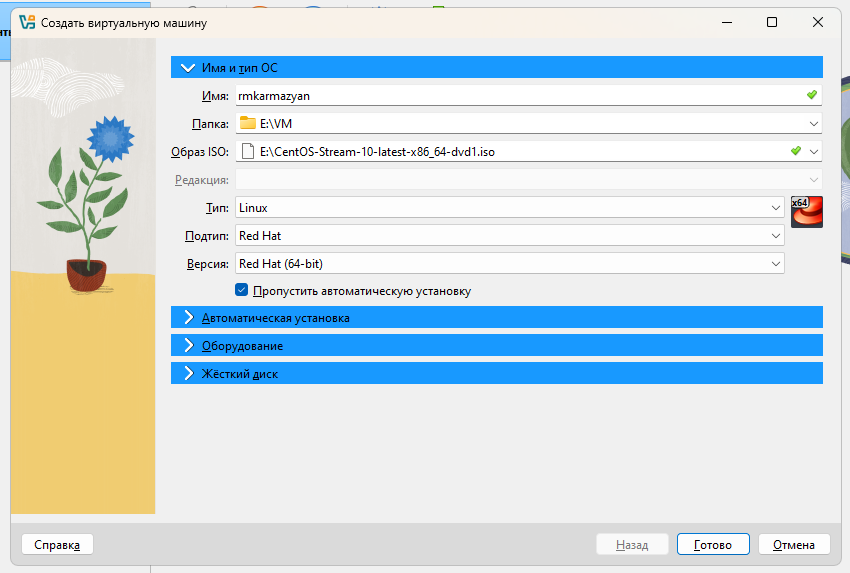 Создать виртуальную машину
Имя и тип ОС
Имя: rmkarmazyan
Папка: E:\VM
Образ ISO: E:\CentOS-Stream-10-latest-x86_64-dvd1.iso
Редакция:
Тип: Linux
x64
Подтип: Red Hat
Версия: Red Hat (64-bit)
Пропустить автоматическую установку
Автоматическая установка
Оборудование
Жёсткий диск
Справка Назад Готово Отмена